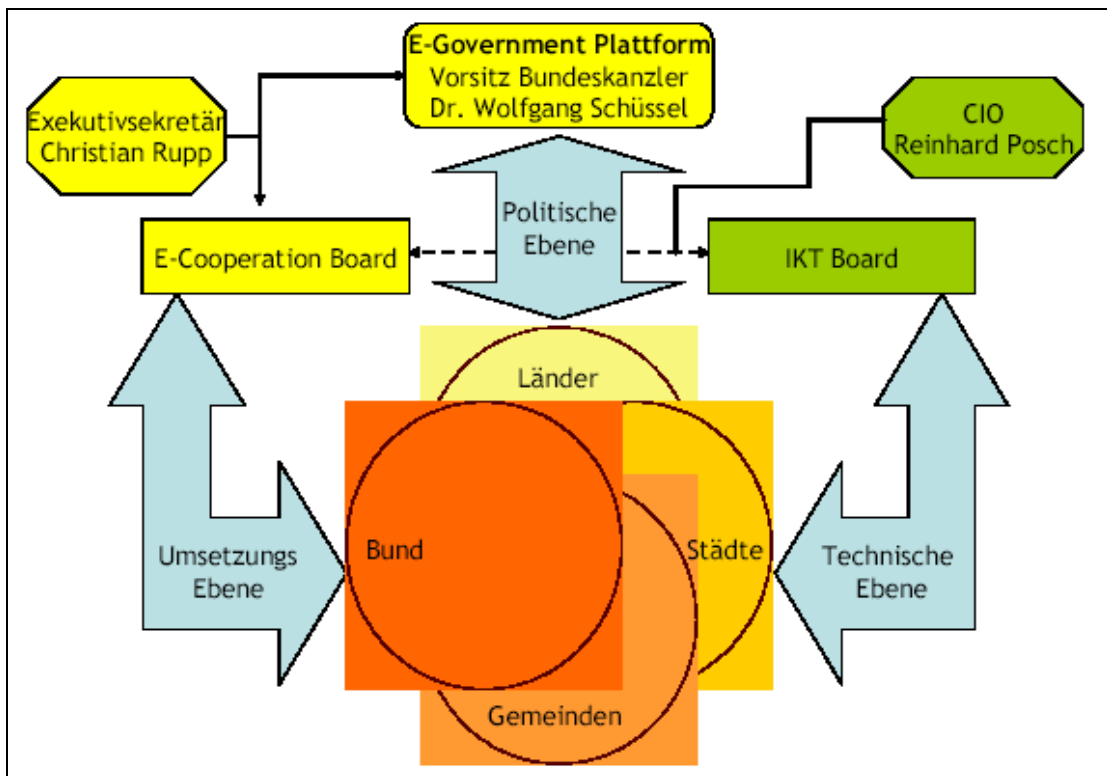 E-Government Plattform
Vorsitz Bundeskanzler
Dr. Wolfgang Schüssel
Exekutivsekretär
Christian Rupp
CIO
Reinhard Posch
Politische
Ebene
E-Cooperation Board
IKT Board
Länder
Bund
Städte
Umsetzungs
Ebene
Technische
Ebene
Gemeinden